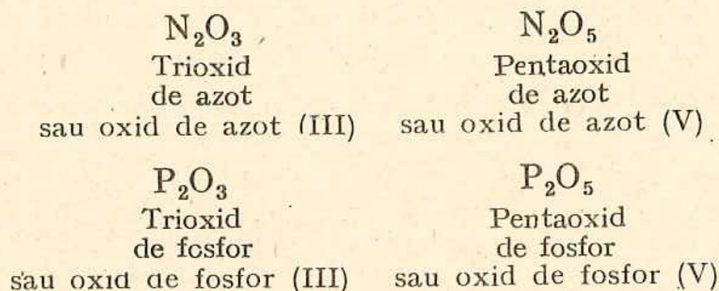 N₂O₃
Trioxid
de azot
sau oxid de azot (III)
N₂O₅
Pentaoxid
de azot
sau oxid de azot (V)
P₂O₃
Trioxid
de fosfor
sau oxid de fosfor (III)
P₂O₅
Pentaoxid
de fosfor
sau oxid de fosfor (V)